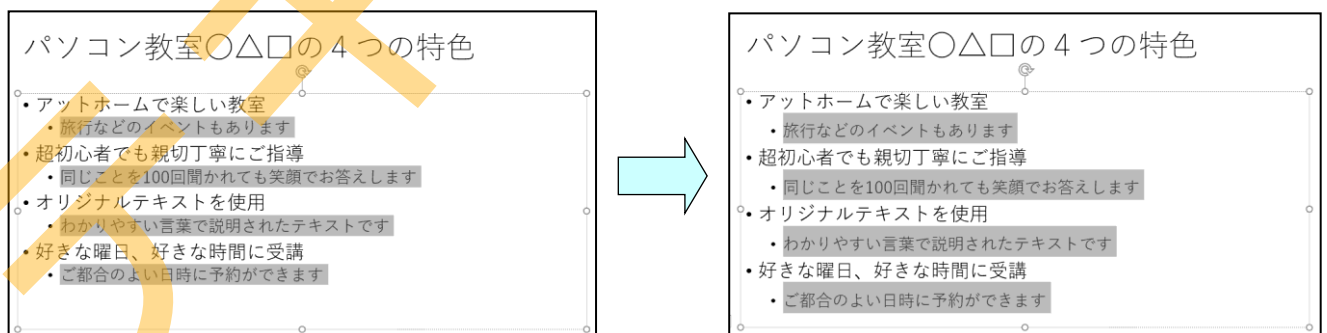 パソコン教室〇△□の４つの特色
• アットホームで楽しい教室
• 旅行などのイベントもあります
• 超初心者でも親切丁寧にご指導
• 同じことを100回聞かれても笑顔でお答えします
• オリジナルテキストを使用
• わかりやすい言葉で説明されたテキストです
• 好きな曜日、好きな時間に受講
• ご都合のよい日時に予約ができます
パソコン教室〇△□の４つの特色
• アットホームで楽しい教室
• 旅行などのイベントもあります
• 超初心者でも親切丁寧にご指導
• 同じことを100回聞かれても笑顔でお答えします
• オリジナルテキストを使用
• わかりやすい言葉で説明されたテキストです
• 好きな曜日、好きな時間に受講
• ご都合のよい日時に予約ができます